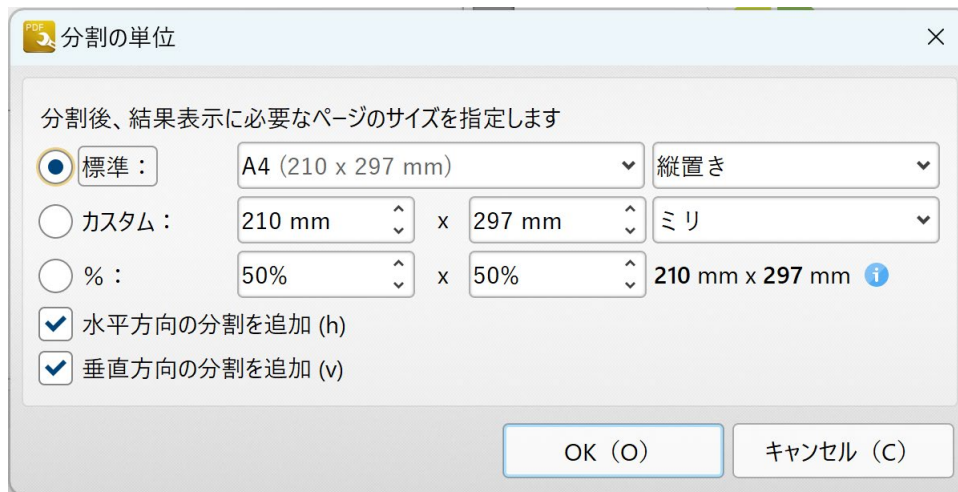 PDF
分割の単位
分割後、結果表示に必要なページのサイズを指定します
標準： A4 (210 x 297 mm) 縦置き
カスタム： 210 mm x 297 mm ミリ
%： 50% x 50% 210 mm x 297 mm i
水平方向の分割を追加 (h)
垂直方向の分割を追加 (v)
OK（O） キャンセル（C）